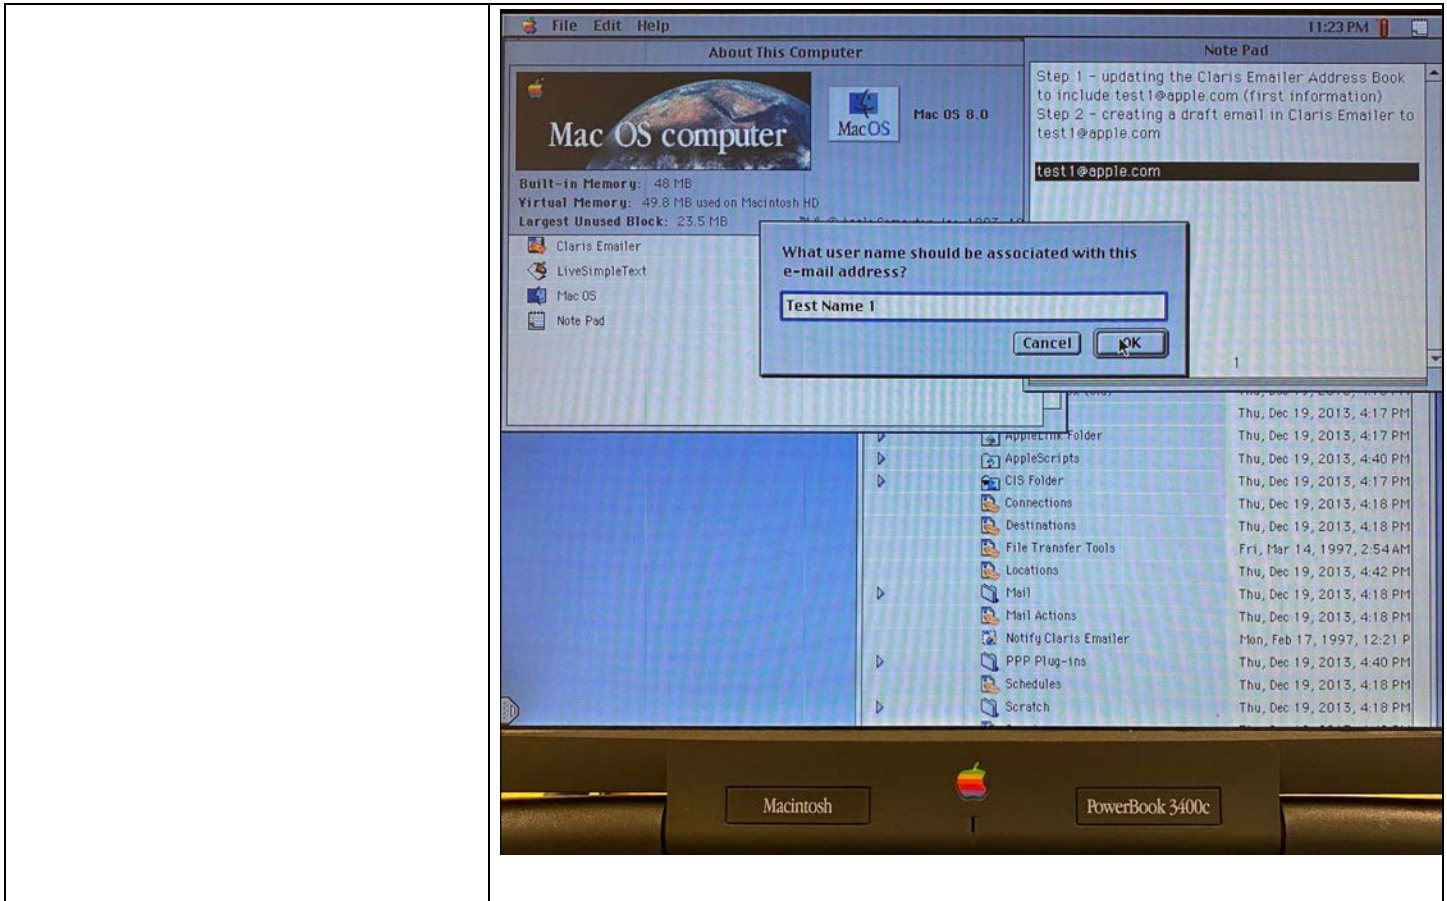 File Edit Help
11:23 PM
About This Computer
Mac OS computer
MacOS
Mac OS 8.0
Built-in Memory: 48 MB
Virtual Memory: 49.8 MB used on Macintosh HD
Largest Unused Block: 23.5 MB
Claris Emailer
LiveSimpleText
Mac OS
Note Pad
Note Pad
Step 1 - updating the Claris Emailer Address Book
to include test1@apple.com (first information)
Step 2 - creating a draft email in Claris Emailer to
test1@apple.com
test1@apple.com
1
What user name should be associated with this
e-mail address?
Test Name 1
Cancel OK
Thu, Dec 19, 2013, 4:17 PM
AppleLink Folder Thu, Dec 19, 2013, 4:17 PM
AppleScripts Thu, Dec 19, 2013, 4:40 PM
CIS Folder Thu, Dec 19, 2013, 4:17 PM
Connections Thu, Dec 19, 2013, 4:18 PM
Destinations Thu, Dec 19, 2013, 4:18 PM
File Transfer Tools Fri, Mar 14, 1997, 2:54 AM
Locations Thu, Dec 19, 2013, 4:42 PM
Mail Thu, Dec 19, 2013, 4:18 PM
Mail Actions Thu, Dec 19, 2013, 4:18 PM
Notify Claris Emailer Mon, Feb 17, 1997, 12:21 P
PPP Plug-ins Thu, Dec 19, 2013, 4:40 PM
Schedules Thu, Dec 19, 2013, 4:18 PM
Scratch Thu, Dec 19, 2013, 4:18 PM
Macintosh
PowerBook 3400c